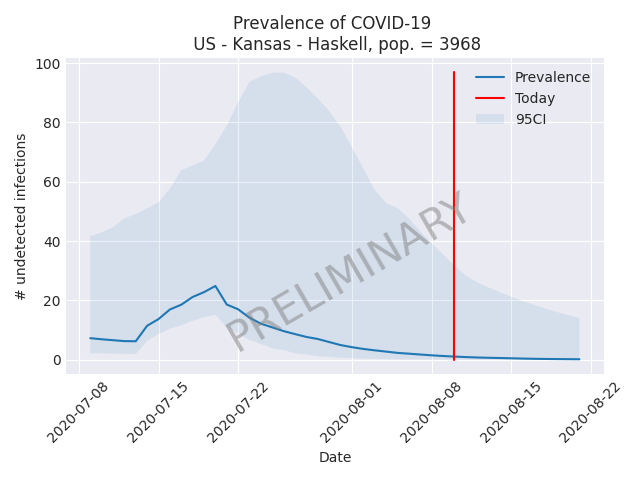 Prevalence of COVID-19
US - Kansas - Haskell, pop. = 3968
100
80
60
40
20
0
# undetected infections
Prevalence
Today
95CI
PRELIMINARY
2020-07-08
2020-07-15
2020-07-22
2020-08-01
2020-08-08
2020-08-15
2020-08-22
Date